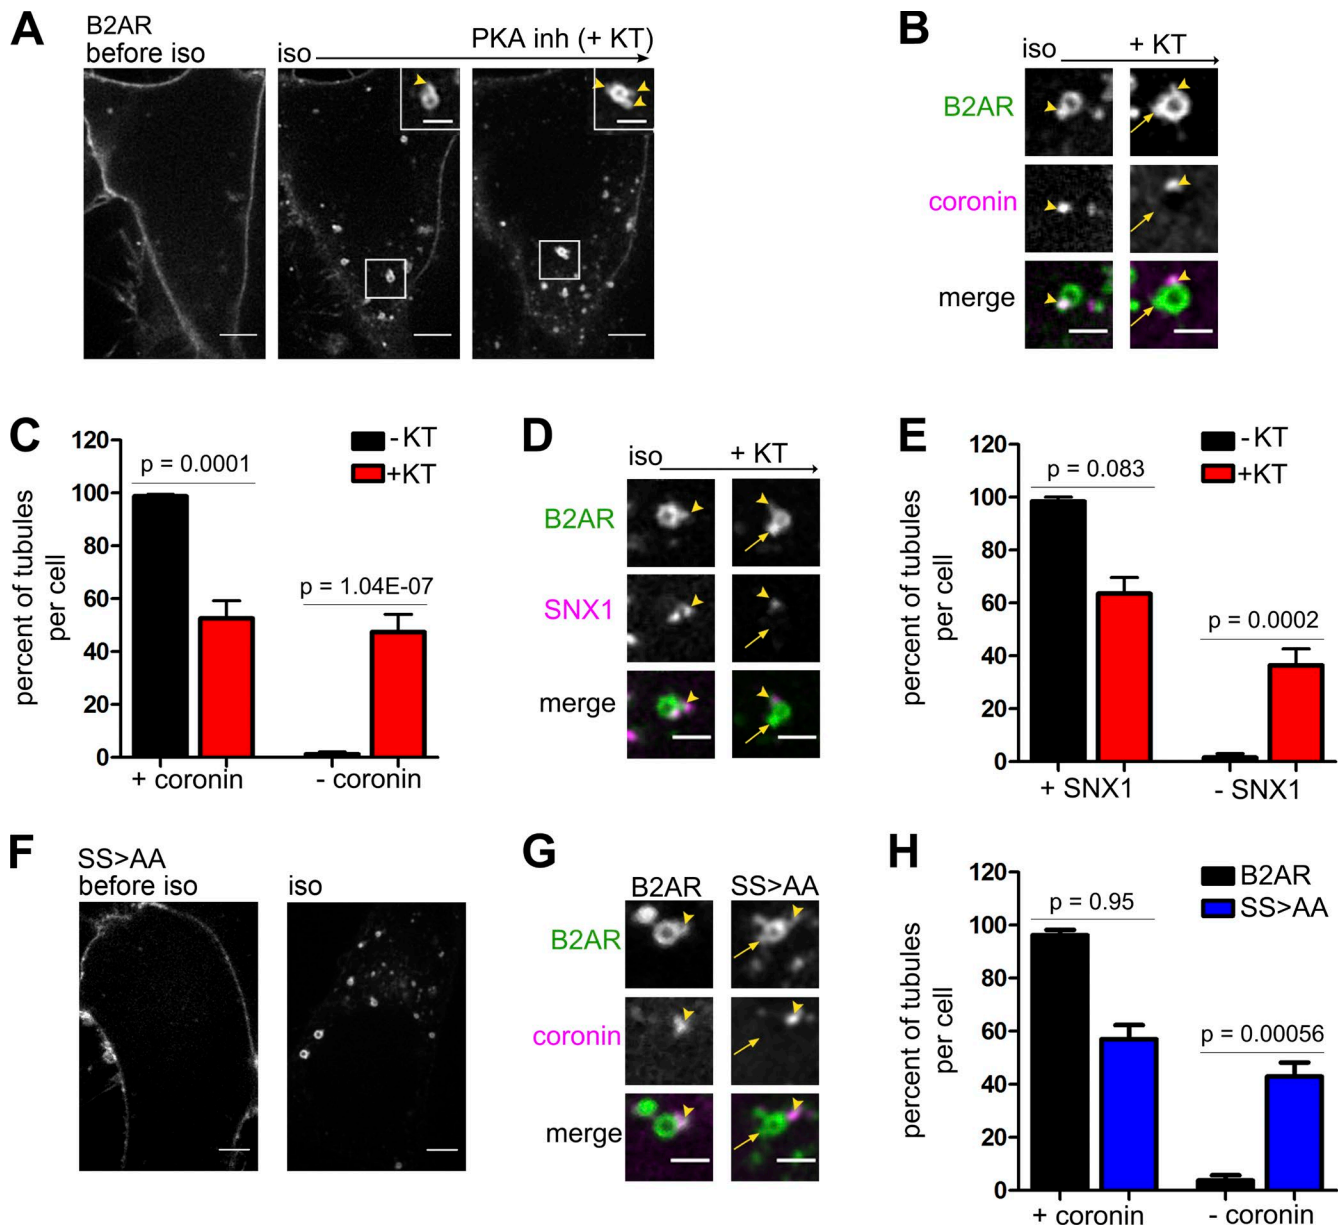 A
B2AR
before iso
iso
PKA inh (+ KT)
B
iso
+ KT
B2AR
coronin
merge
C
percent of tubules
per cell
120
100
80
60
40
20
0
- KT
+KT
p = 0.0001
p = 1.04E-07
+ coronin
- coronin
D
iso
+ KT
B2AR
SNX1
merge
E
percent of tubules
per cell
120
100
80
60
40
20
0
- KT
+KT
p = 0.083
p = 0.0002
+ SNX1
- SNX1
F
SS>AA
before iso
iso
G
B2AR
SS>AA
B2AR
coronin
merge
H
percent of tubules
per cell
120
100
80
60
40
20
0
B2AR
SS>AA
p = 0.95
p = 0.00056
+ coronin
- coronin